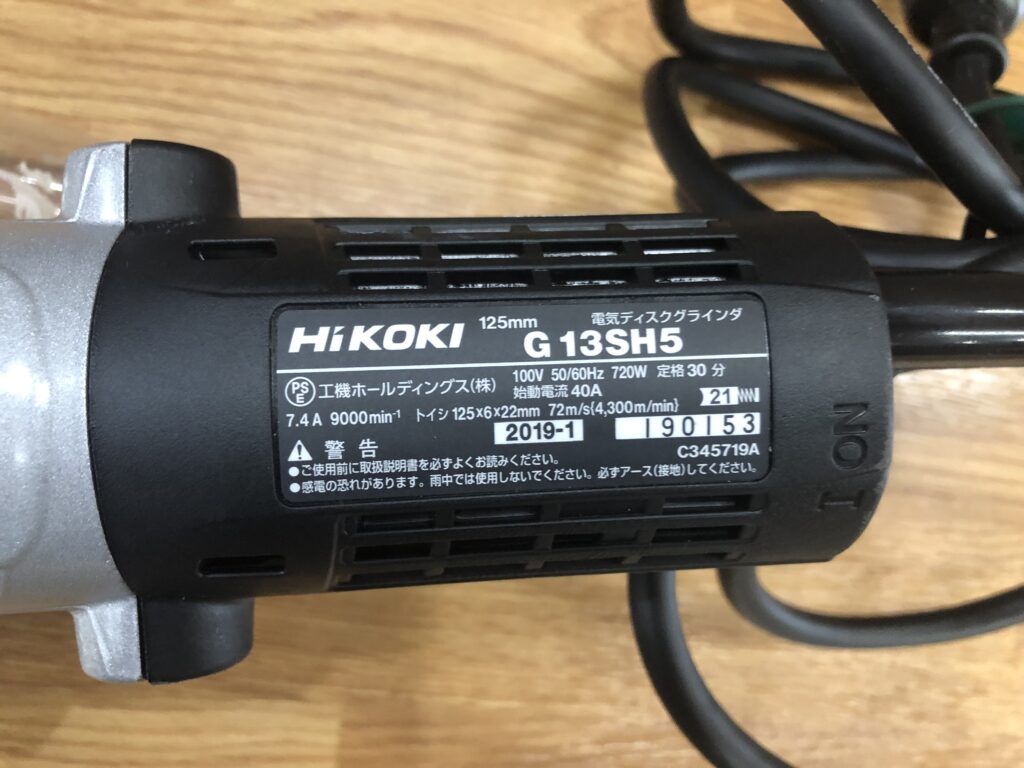 HiKOKI 125mm 電気ディスクグラインダ
G 13SH5
PS E 工機ホールディングス(株) 100V 50/60Hz 720W 定格 30 分
始動電流 40A
7.4 A 9000min-1 トイシ 125×6×22mm 72m/s{4,300m/min} 21
2019-1 190153
⚠ 警告 C345719A
●ご使用前に取扱説明書を必ずよくお読みください。
●感電の恐れがあります。雨中では使用しないでください。必ずアース(接地)してください。
ON I